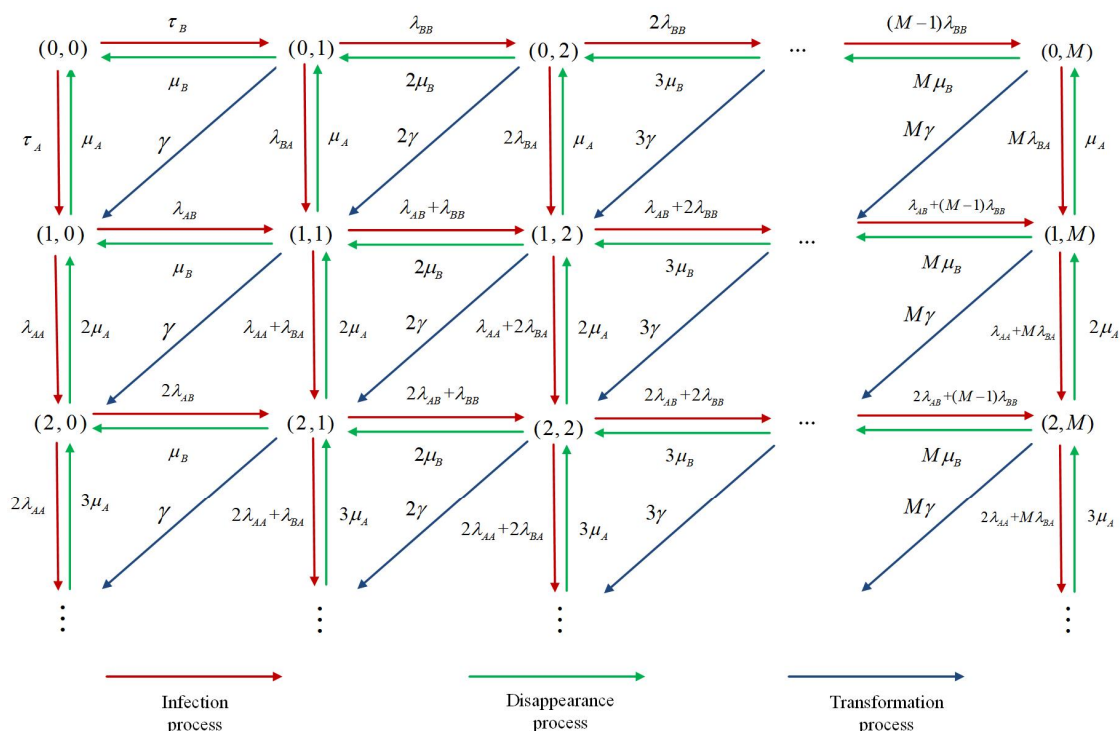 τ_B λ_BB 2λ_BB (M−1)λ_BB
(0,0) (0,1) (0,2) ... (0,M)
μ_B 2μ_B 3μ_B Mμ_B
τ_A μ_A γ λ_BA μ_A 2γ 2λ_BA μ_A 3γ Mγ Mλ_BA μ_A
λ_AB λ_AB+λ_BB λ_AB+2λ_BB λ_AB+(M−1)λ_BB
(1,0) (1,1) (1,2) ... (1,M)
μ_B 2μ_B 3μ_B Mμ_B
λ_AA 2μ_A γ λ_AA+λ_BA 2μ_A 2γ λ_AA+2λ_BA 2μ_A 3γ Mγ λ_AA+Mλ_BA 2μ_A
2λ_AB 2λ_AB+λ_BB 2λ_AB+2λ_BB 2λ_AB+(M−1)λ_BB
(2,0) (2,1) (2,2) ... (2,M)
μ_B 2μ_B 3μ_B Mμ_B
2λ_AA 3μ_A γ 2λ_AA+λ_BA 3μ_A 2γ 2λ_AA+2λ_BA 3μ_A 3γ Mγ 2λ_AA+Mλ_BA 3μ_A
⋮ ⋮ ⋮ ⋮
Infection process
Disappearance process
Transformation process